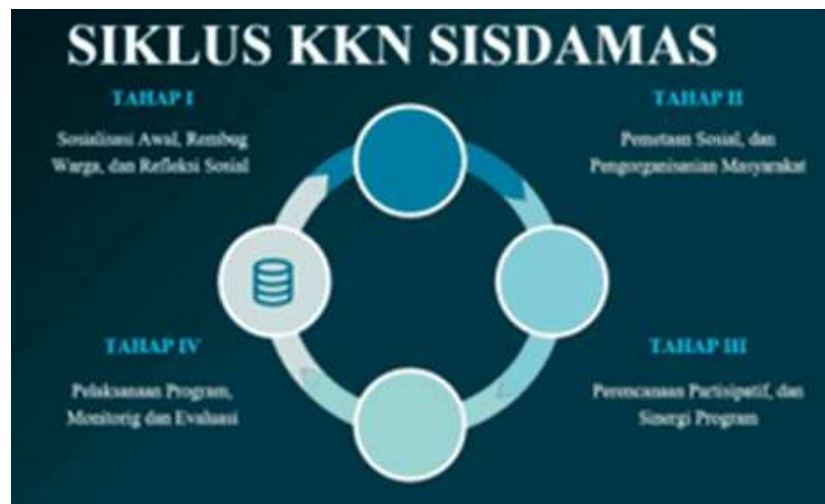 SIKLUS KKN SISDAMAS
TAHAP I
Sosialisasi Awal, Rembug
Warga, dan Refleksi Sosial
TAHAP II
Pemetaan Sosial, dan
Pengorganisasian Masyarakat
TAHAP IV
Pelaksanaan Program,
Monitorig dan Evaluasi
TAHAP III
Perencanaan Partisipatif, dan
Sinergi Program